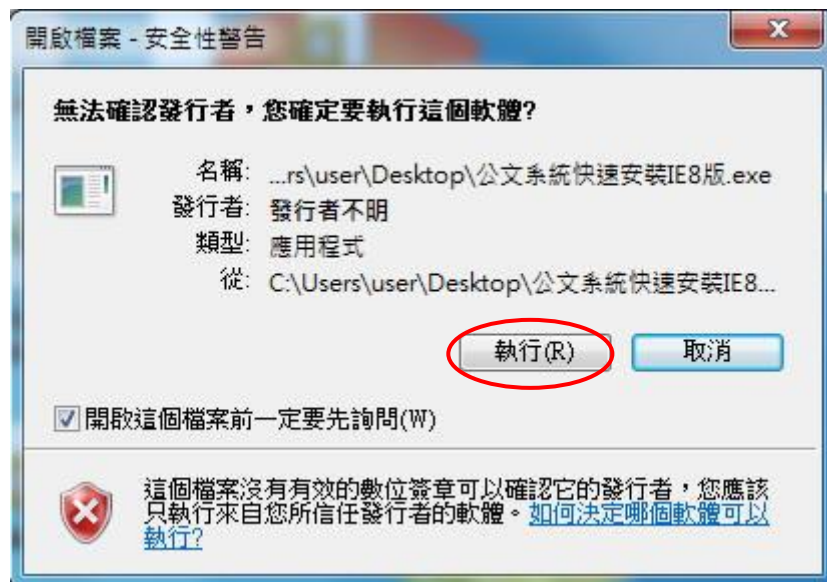 開啟檔案 - 安全性警告
無法確認發行者，您確定要執行這個軟體?
名稱: ...rs\user\Desktop\公文系統快速安裝IE8版.exe
發行者: 發行者不明
類型: 應用程式
從: C:\Users\user\Desktop\公文系統快速安裝IE8...
執行(R) 取消
開啟這個檔案前一定要先詢問(W)
這個檔案沒有有效的數位簽章可以確認它的發行者，您應該
只執行來自您所信任發行者的軟體。如何決定哪個軟體可以
執行?